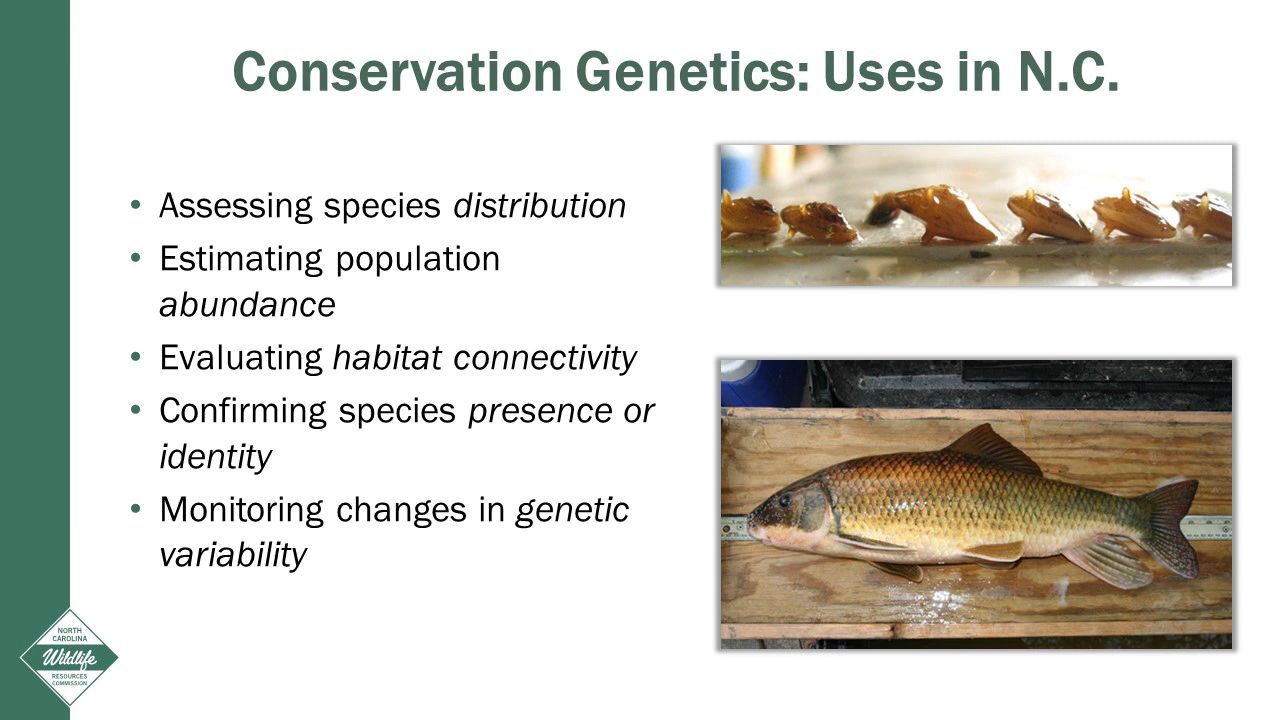 Conservation Genetics: Uses in N.C.
• Assessing species distribution
• Estimating population
abundance
• Evaluating habitat connectivity
• Confirming species presence or
identity
• Monitoring changes in genetic
variability
NORTH
CAROLINA
Wildlife
RESOURCES
COMMISSION